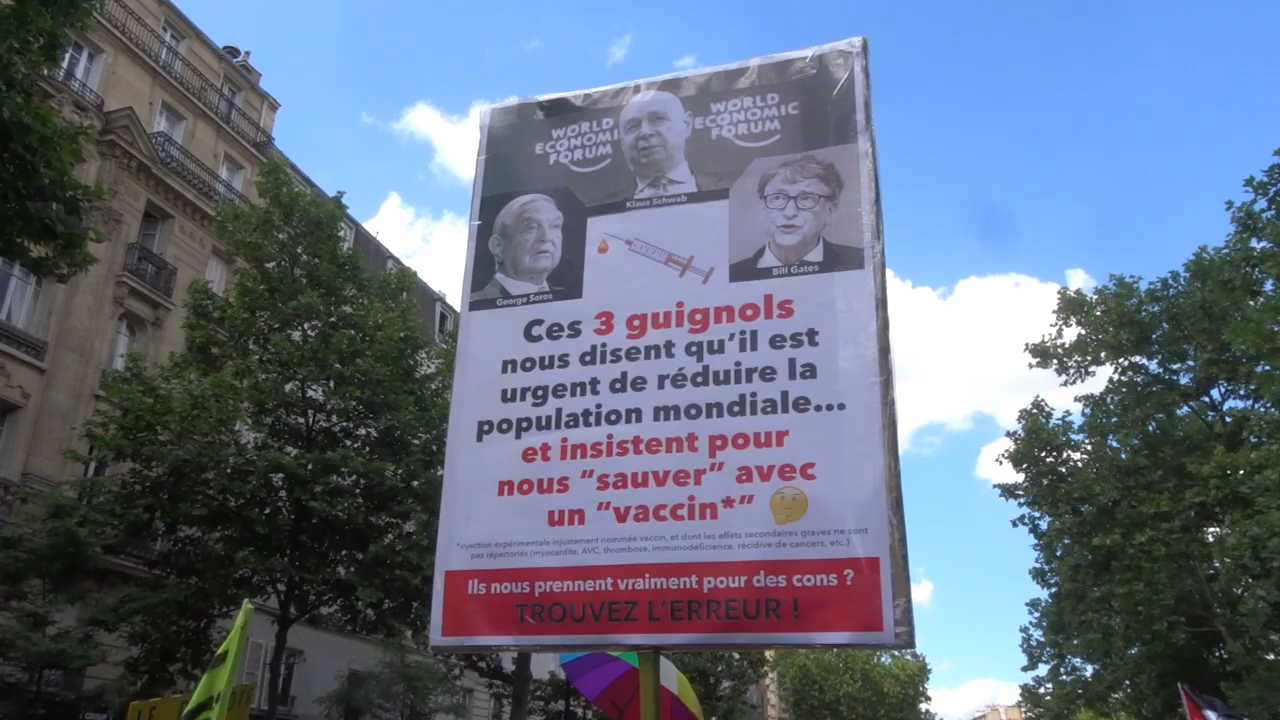 WORLD
ECONOMI
FORUM
WORLD
ECONOMIC
FORUM
Klaus Schwab
George Soros
Bill Gates
Ces 3 guignols
nous disent qu'il est
urgent de réduire la
population mondiale...
et insistent pour
nous "sauver" avec
un "vaccin*"
*injection expérimentale injustement nommée vaccin, et dont les effets secondaires graves ne sont
pas répertoriés (myocardite, AVC, thrombose, immunodéficience, récidive de cancers, etc.)
Ils nous prennent vraiment pour des cons ?
TROUVEZ L'ERREUR !
LE